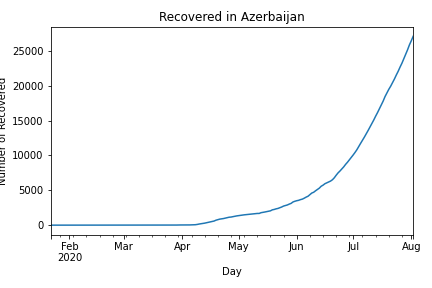 Recovered in Azerbaijan
Number of Recovered
25000
20000
15000
10000
5000
0
Feb Mar Apr May Jun Jul Aug
2020
Day